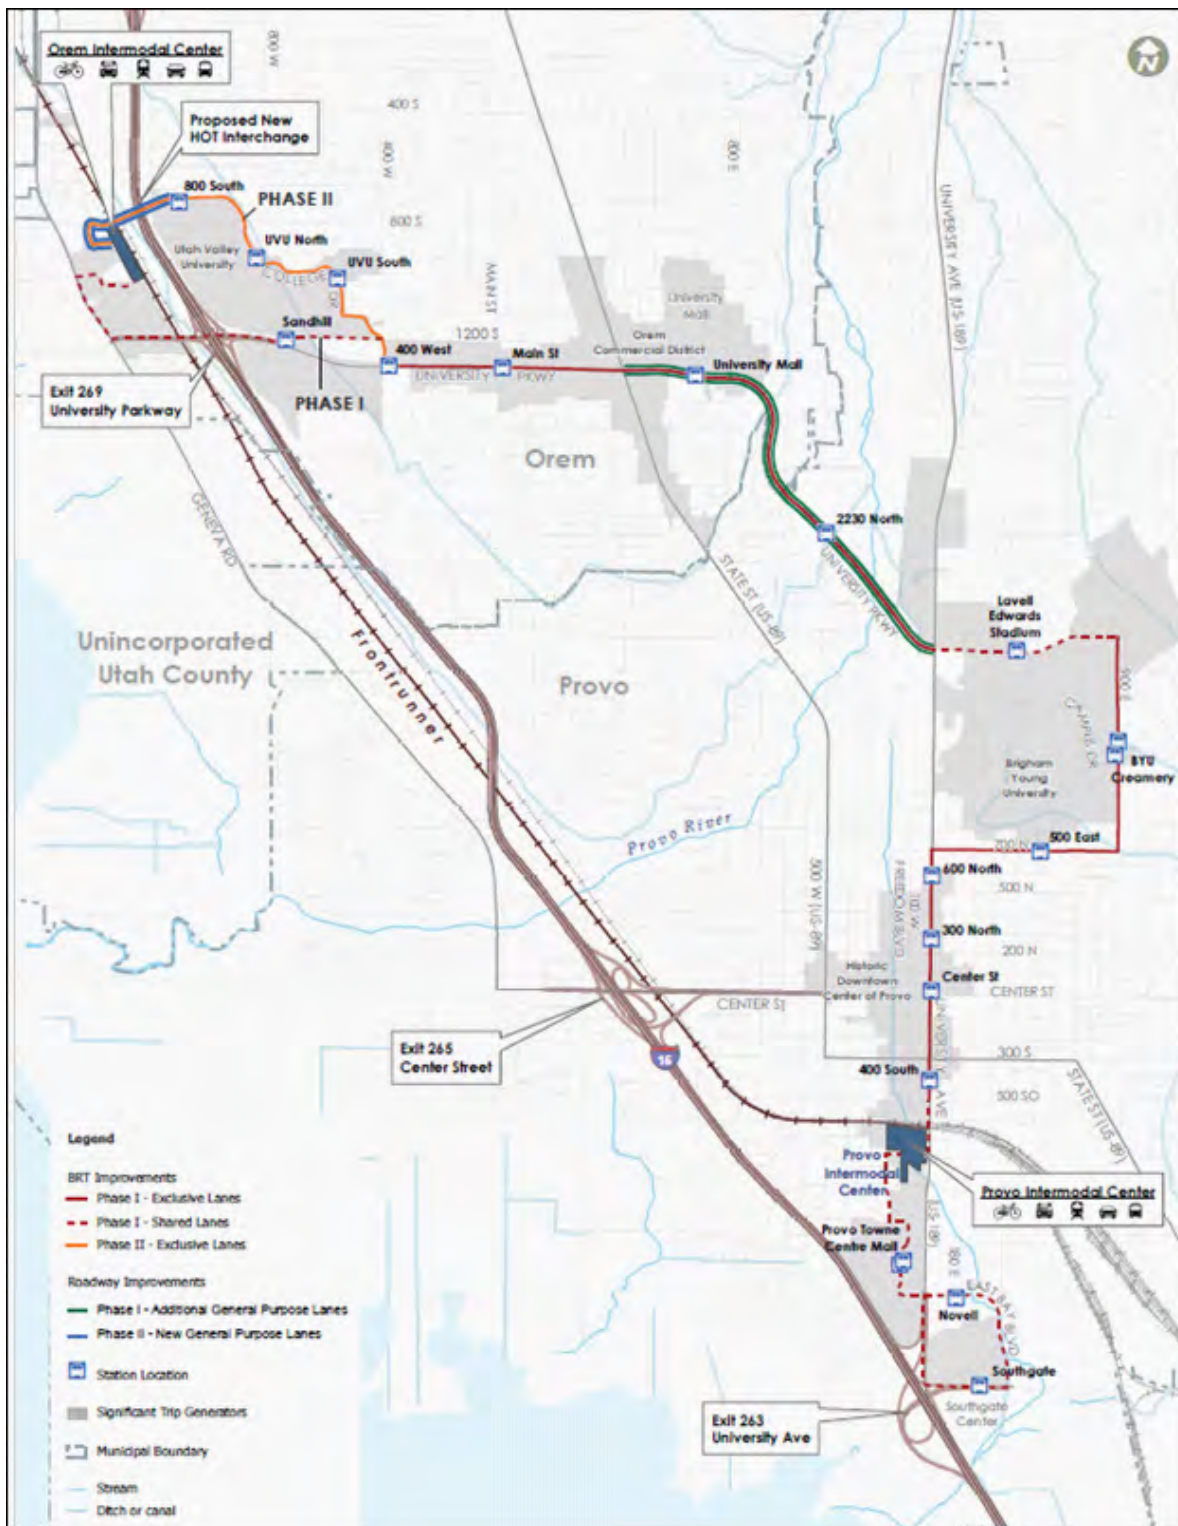 Orem Intermodal Center
800 W
N
400 S
Proposed New
HOT Interchange
400 W
800 E
800 South
PHASE II
800 S
UNIVERSITY AVE (US-189)
Utah Valley
University
UVU North
UVU South
COLLEGE
DR
MAIN ST
University
Mall
Sandhill
1200 S
Orem
Commercial District
400 West
Main St
University Mall
UNIVERSITY
PKWY
Exit 269
University Parkway
PHASE I
Orem
GENEVA RD
2230 North
UNIVERSITY PKWY
STATE ST (US-89)
Lavell
Edwards
Stadium
Unincorporated
Utah County
Frontrunner
Provo
900 E
CAMPUS DR
BYU
Creamery
Brigham
Young
University
Provo River
700 N
500 East
600 North
500 N
500 W (US-89)
FREEDOM BLVD
100 W
300 North
200 N
Historic
Downtown
Center of Provo
Center St
CENTER ST
CENTER ST
UNIVERSITY AVE
Exit 265
Center Street
15
300 S
400 South
500 SO
STATE ST (US-89)
Provo
Intermodal
Center
Provo Intermodal Center
(US-189)
Provo Towne
Centre Mall
180 E
EAST BAY BLVD
Novell
Southgate
Southgate
Center
Exit 263
University Ave
Legend
BRT Improvements
Phase I - Exclusive Lanes
Phase I - Shared Lanes
Phase II - Exclusive Lanes
Roadway Improvements
Phase I - Additional General Purpose Lanes
Phase II - New General Purpose Lanes
Station Location
Significant Trip Generators
Municipal Boundary
Stream
Ditch or canal